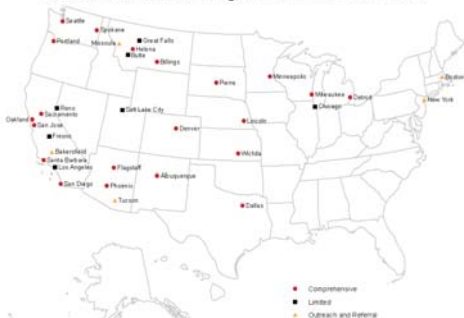 Seattle
Spokane
Portland
Missoula
Great Falls
Helena
Butte
Billings
Pierre
Minneapolis
Milwaukee
Detroit
Chicago
Boston
New York
Reno
Sacramento
Oakland
San José
Fresno
Salt Lake City
Denver
Lincoln
Wichita
Bakersfield
Santa Barbara
Los Angeles
San Diego
Flagstaff
Phoenix
Tucson
Albuquerque
Dallas
Comprehensive
Limited
Outreach and Referral